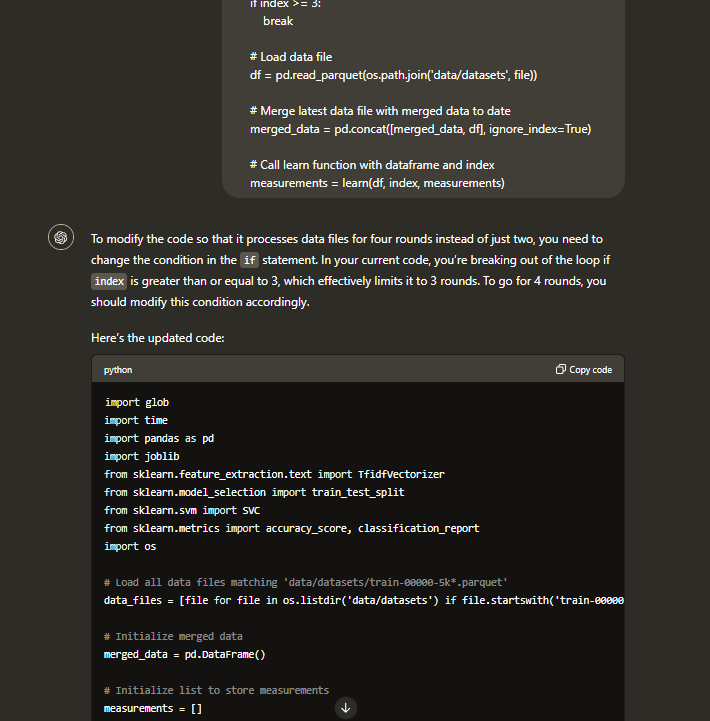 if index >= 3:
break
# Load data file
df = pd.read_parquet(os.path.join('data/datasets', file))
# Merge latest data file with merged data to date
merged_data = pd.concat([merged_data, df], ignore_index=True)
# Call learn function with dataframe and index
measurements = learn(df, index, measurements)
To modify the code so that it processes data files for four rounds instead of just two, you need to
change the condition in the if statement. In your current code, you're breaking out of the loop if
index is greater than or equal to 3, which effectively limits it to 3 rounds. To go for 4 rounds, you
should modify this condition accordingly.
Here's the updated code:
python Copy code
import glob
import time
import pandas as pd
import joblib
from sklearn.feature_extraction.text import TfidfVectorizer
from sklearn.model_selection import train_test_split
from sklearn.svm import SVC
from sklearn.metrics import accuracy_score, classification_report
import os
# Load all data files matching 'data/datasets/train-00000-5k*.parquet'
data_files = [file for file in os.listdir('data/datasets') if file.startswith('train-00000
# Initialize merged data
merged_data = pd.DataFrame()
# Initialize list to store measurements
measurements = []